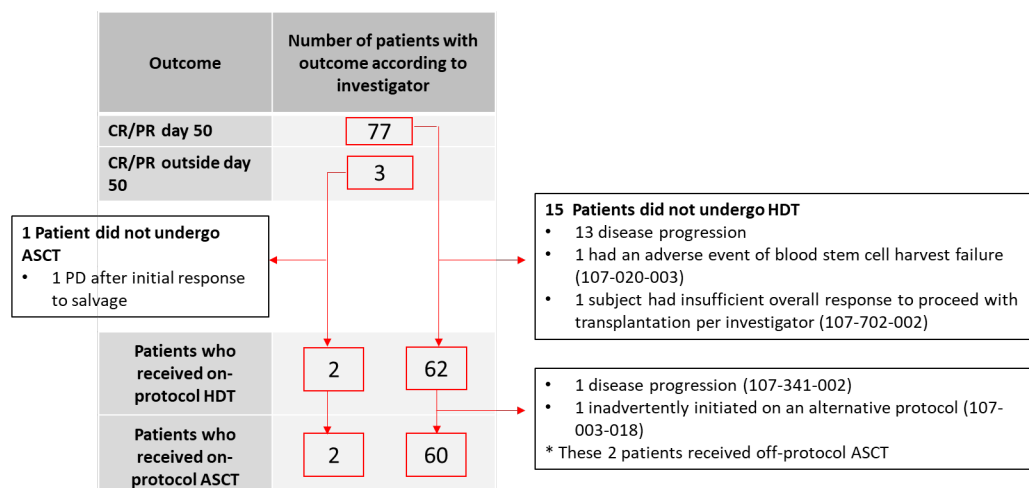 Outcome
Number of patients with
outcome according to
investigator
CR/PR day 50
77
CR/PR outside day
50
3
1 Patient did not undergo
ASCT
• 1 PD after initial response
to salvage
15 Patients did not undergo HDT
• 13 disease progression
• 1 had an adverse event of blood stem cell harvest failure
(107-020-003)
• 1 subject had insufficient overall response to proceed with
transplantation per investigator (107-702-002)
Patients who
received on-
protocol HDT
2
62
• 1 disease progression (107-341-002)
• 1 inadvertently initiated on an alternative protocol (107-
003-018)
* These 2 patients received off-protocol ASCT
Patients who
received on-
protocol ASCT
2
60